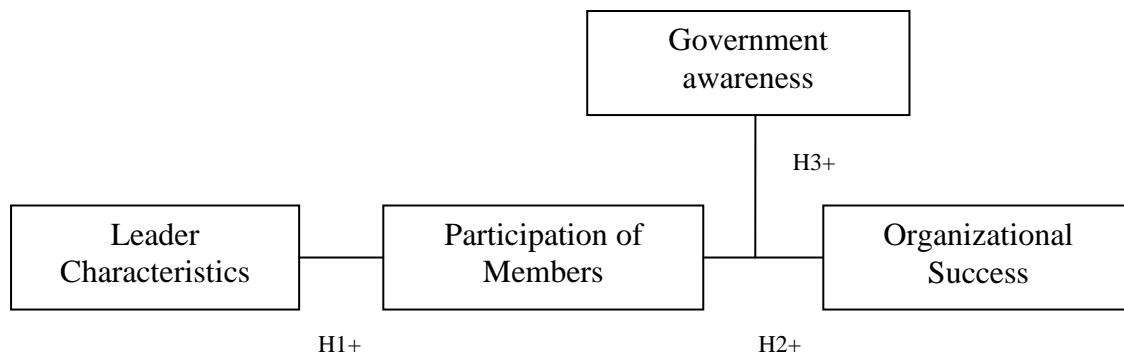 Government
awareness
H3+
Leader
Characteristics
Participation of
Members
Organizational
Success
H1+
H2+